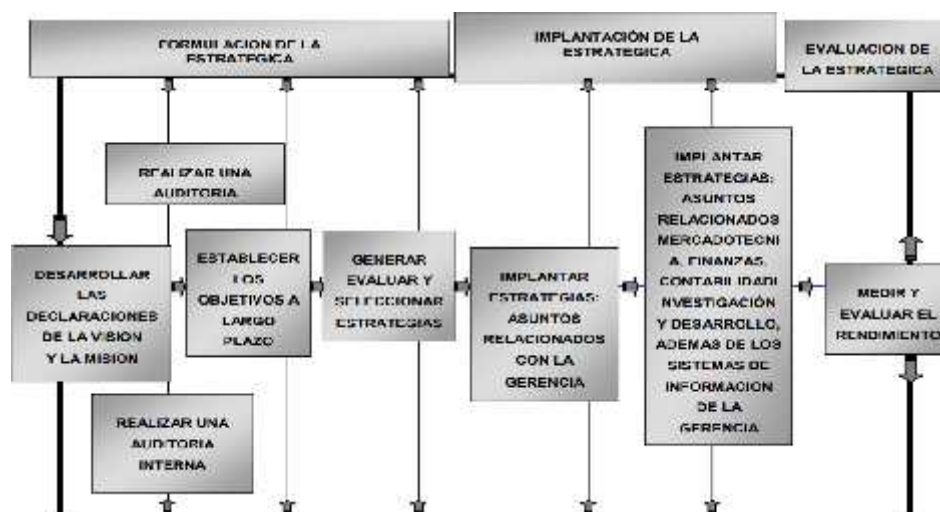 FORMULACION DE LA
ESTRATEGICA
IMPLANTACIÓN DE LA
ESTRATEGICA
EVALUACION DE
LA ESTRATEGICA
REALIZAR UNA
AUDITORIA
DESARROLLAR
LAS
DECLARACIONES
DE LA VISION
Y LA MISION
REALIZAR UNA
AUDITORIA
INTERNA
ESTABLECER
LOS
OBJETIVOS A
LARGO
PLAZO
GENERAR
EVALUAR Y
SELECCIONAR
ESTRATEGIAS
IMPLANTAR
ESTRATEGIAS:
ASUNTOS
RELACIONADOS
CON LA
GERENCIA
IMPLANTAR
ESTRATEGIAS:
ASUNTOS
RELACIONADOS
MERCADOTECNI
A, FINANZAS,
CONTABILIDADI
NVESTIGACIÓN
Y DESARROLLO,
ADEMAS DE LOS
SISTEMAS DE
INFORMACION
DE LA
GERENCIA
MEDIR Y
EVALUAR EL
RENDIMIENTO